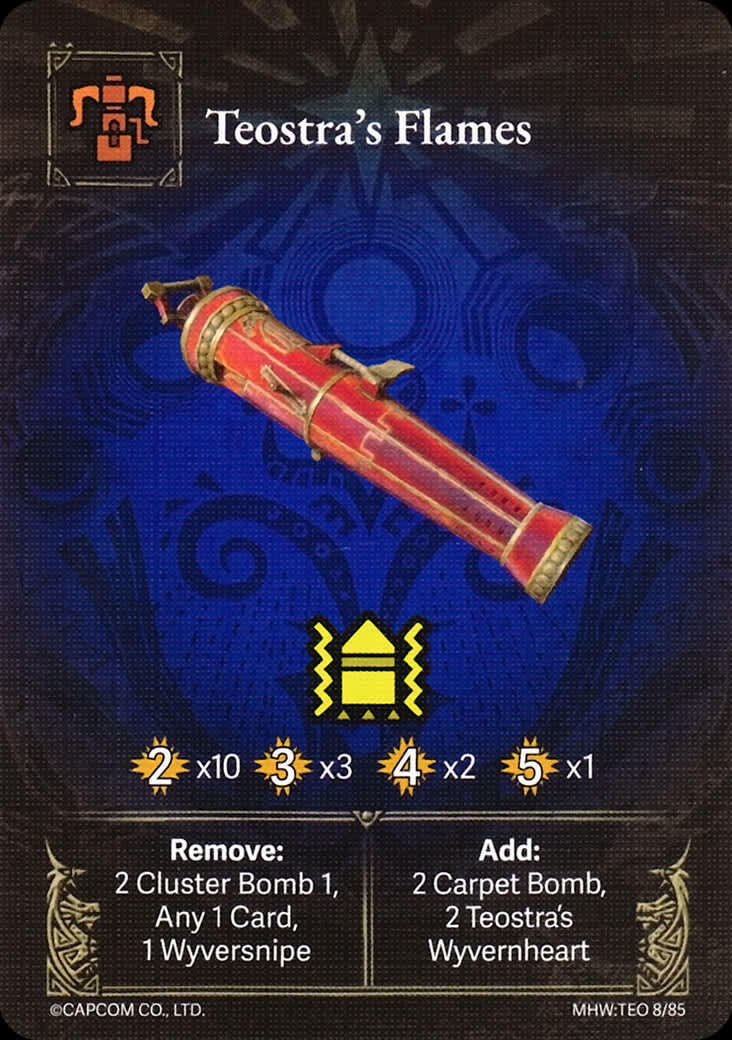 Teostra's Flames
2 x10 3 x3 4 x2 5 x1
Remove:
2 Cluster Bomb 1,
Any 1 Card,
1 Wyversnipe
Add:
2 Carpet Bomb,
2 Teostra's
Wyvernheart
©CAPCOM CO., LTD.
MHW:TEO 8/85